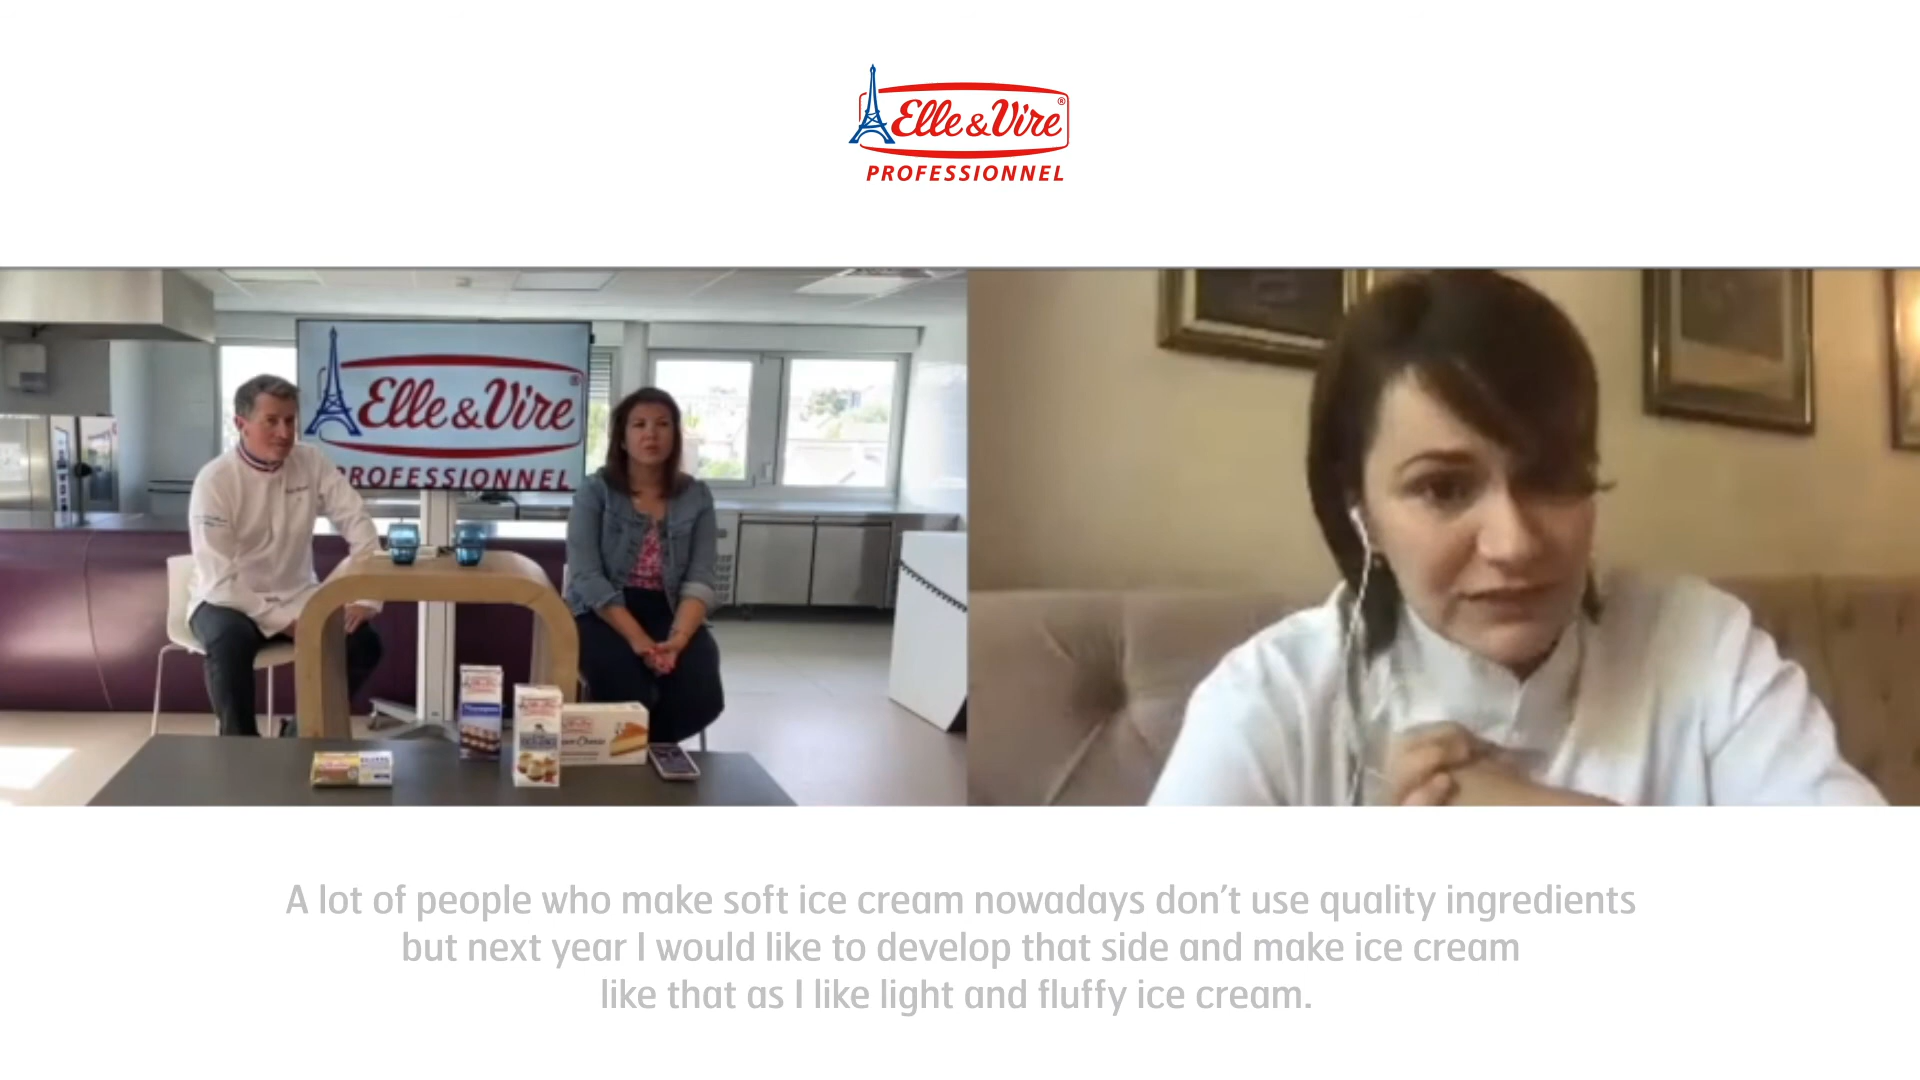 Elle & Vire ®
PROFESSIONNEL
Elle & Vire ®
PROFESSIONNEL
A lot of people who make soft ice cream nowadays don't use quality ingredients
but next year I would like to develop that side and make ice cream
like that as I like light and fluffy ice cream.